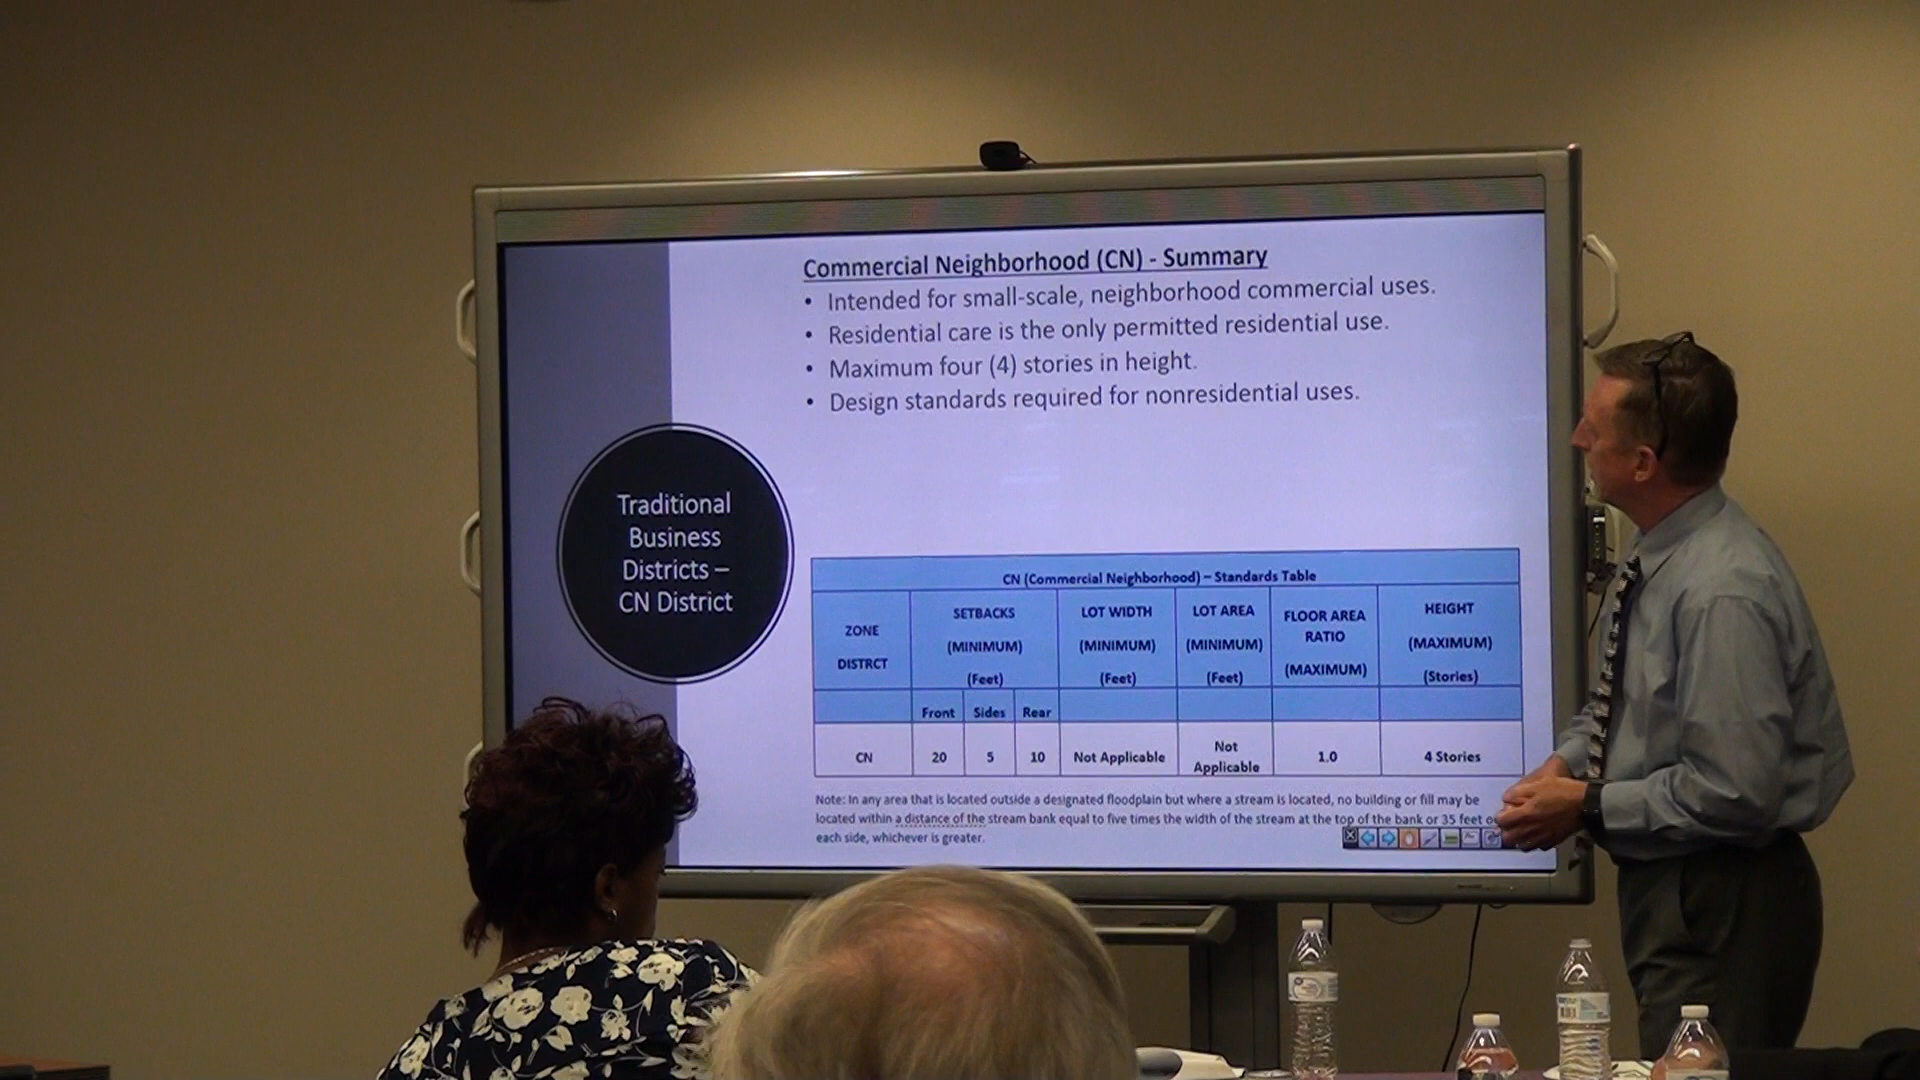 Commercial Neighborhood (CN) - Summary
• Intended for small-scale, neighborhood commercial uses.
• Residential care is the only permitted residential use.
• Maximum four (4) stories in height.
• Design standards required for nonresidential uses.
Traditional
Business
Districts –
CN District
CN (Commercial Neighborhood) – Standards Table
ZONE
DISTRCT
SETBACKS
(MINIMUM)
(Feet)
LOT WIDTH
(MINIMUM)
(Feet)
LOT AREA
(MINIMUM)
(Feet)
FLOOR AREA
RATIO
(MAXIMUM)
HEIGHT
(MAXIMUM)
(Stories)
Front Sides Rear
CN 20 5 10 Not Applicable Not
Applicable 1.0 4 Stories
Note: In any area that is located outside a designated floodplain but where a stream is located, no building or fill may be
located within a distance of the stream bank equal to five times the width of the stream at the top of the bank or 35 feet
each side, whichever is greater.